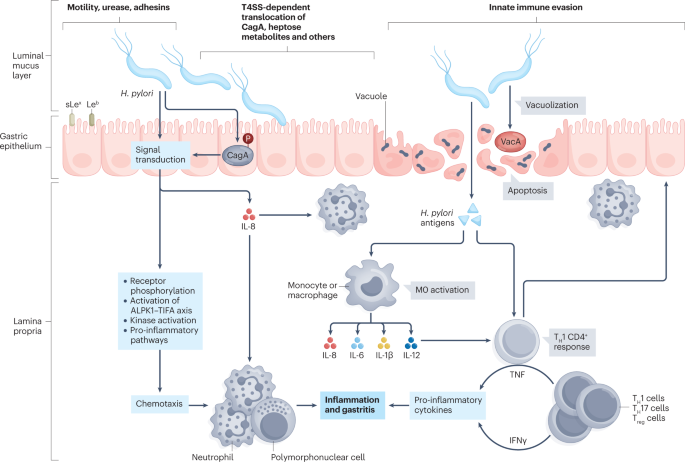 Motility, urease, adhesins
T4SS-dependent
translocation of
CagA, heptose
metabolites and others
Innate immune evasion
Luminal
mucus
layer
H. pylori
sLeᵃ
Leᵇ
Vacuole
Vacuolization
Gastric
epithelium
Signal
transduction
P
CagA
VacA
Apoptosis
IL-8
H. pylori
antigens
Monocyte or
macrophage
M0 activation
Lamina
propria
• Receptor
phosphorylation
• Activation of
ALPK1–TIFA axis
• Kinase activation
• Pro-inflammatory
pathways
IL-8
IL-6
IL-1β
IL-12
TH1 CD4⁺
response
TNF
Chemotaxis
Inflammation
and gastritis
Pro-inflammatory
cytokines
TH1 cells
TH17 cells
Treg cells
IFNγ
Neutrophil
Polymorphonuclear cell